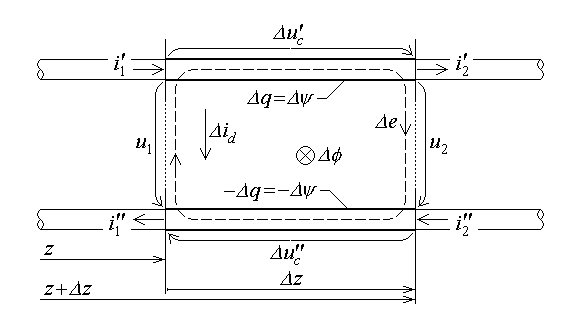 Δu′c
i′1 i′2
Δq=Δψ
u1 Δid Δe u2
Δϕ
−Δq=−Δψ
i″1 i″2
z Δu″c
Δz
z+Δz